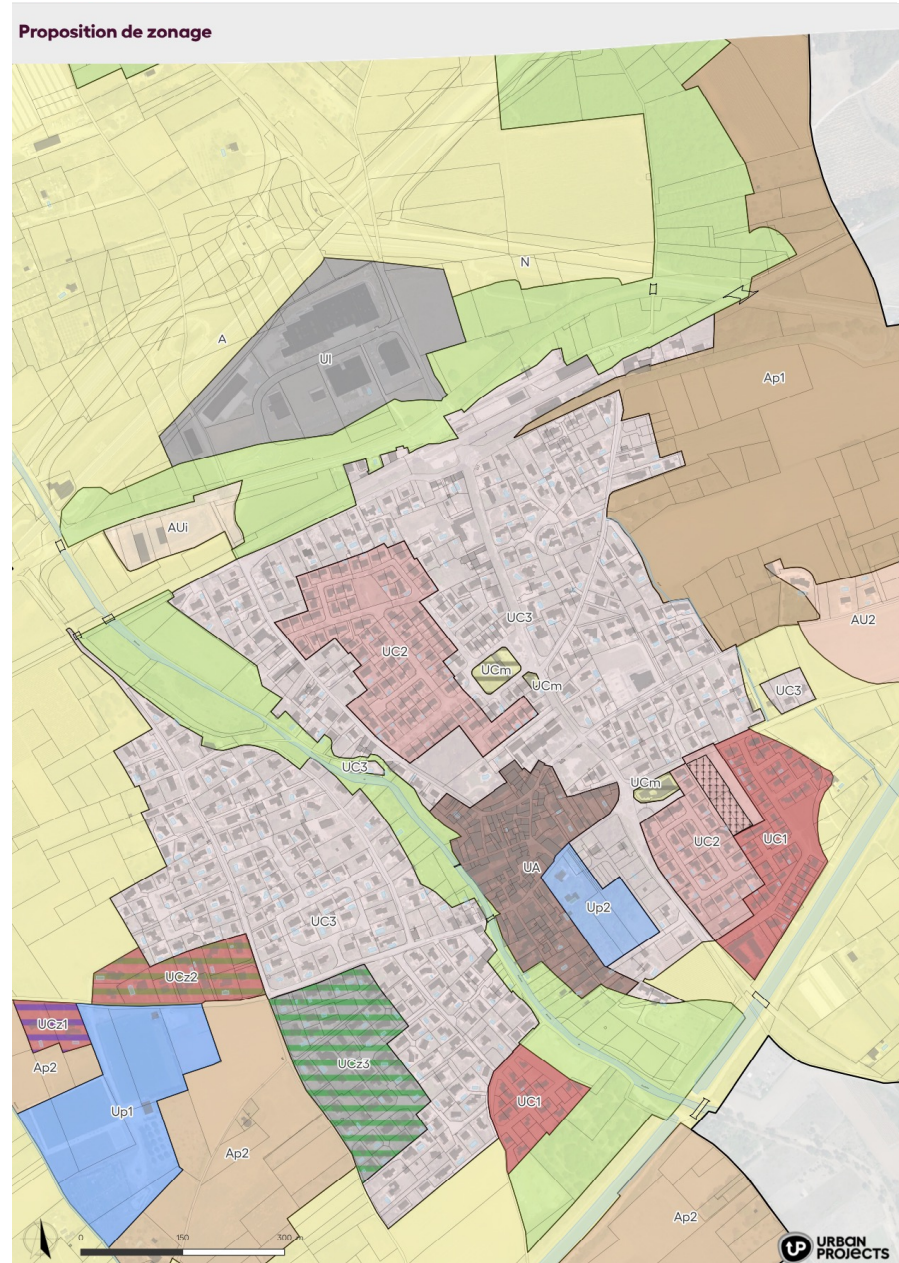 Proposition de zonage
N
A
UI
Ap1
AUi
UC3
AU2
UC2
UCm
UCm
UC3
UC3
UCm
UC2
UC1
UA
Up2
UC3
UCz2
UCz1
UCz3
Ap2
UC1
Up1
Ap2
Ap2
0 150 300 m
UP URBAN
PROJECTS